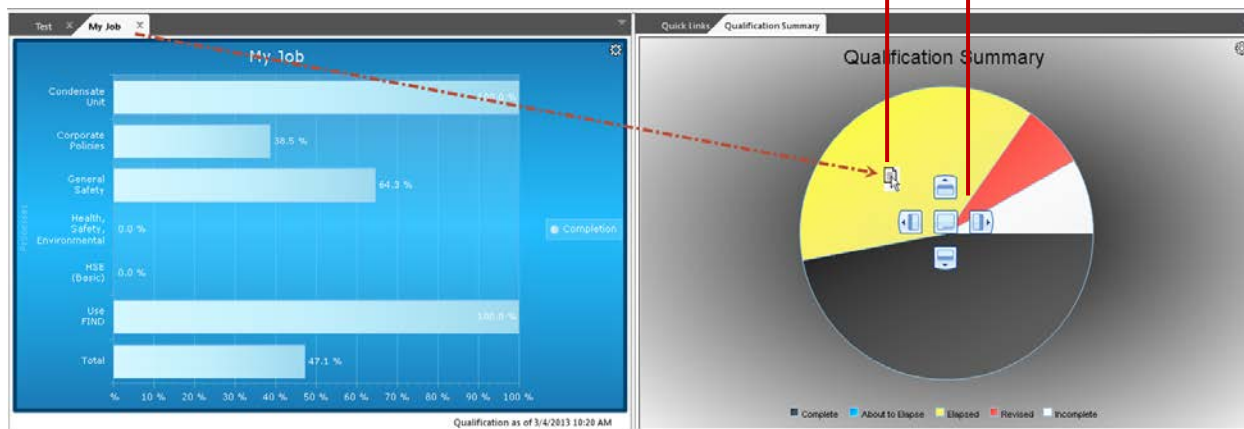 Test
My Job
Quick Links
Qualification Summary
My Job
Condensate
Unit
100.0 %
Corporate
Policies
38.5 %
General
Safety
64.3 %
Health,
Safety,
Environmental
0.0 %
HSE
(Basic)
0.0 %
Use
FIND
100.0 %
Total
47.1 %
Completion
% 10 % 20 % 30 % 40 % 50 % 60 % 70 % 80 % 90 % 100 %
Qualification as of 3/4/2013 10:20 AM
Qualification Summary
Complete About to Elapse Elapsed Revised Incomplete